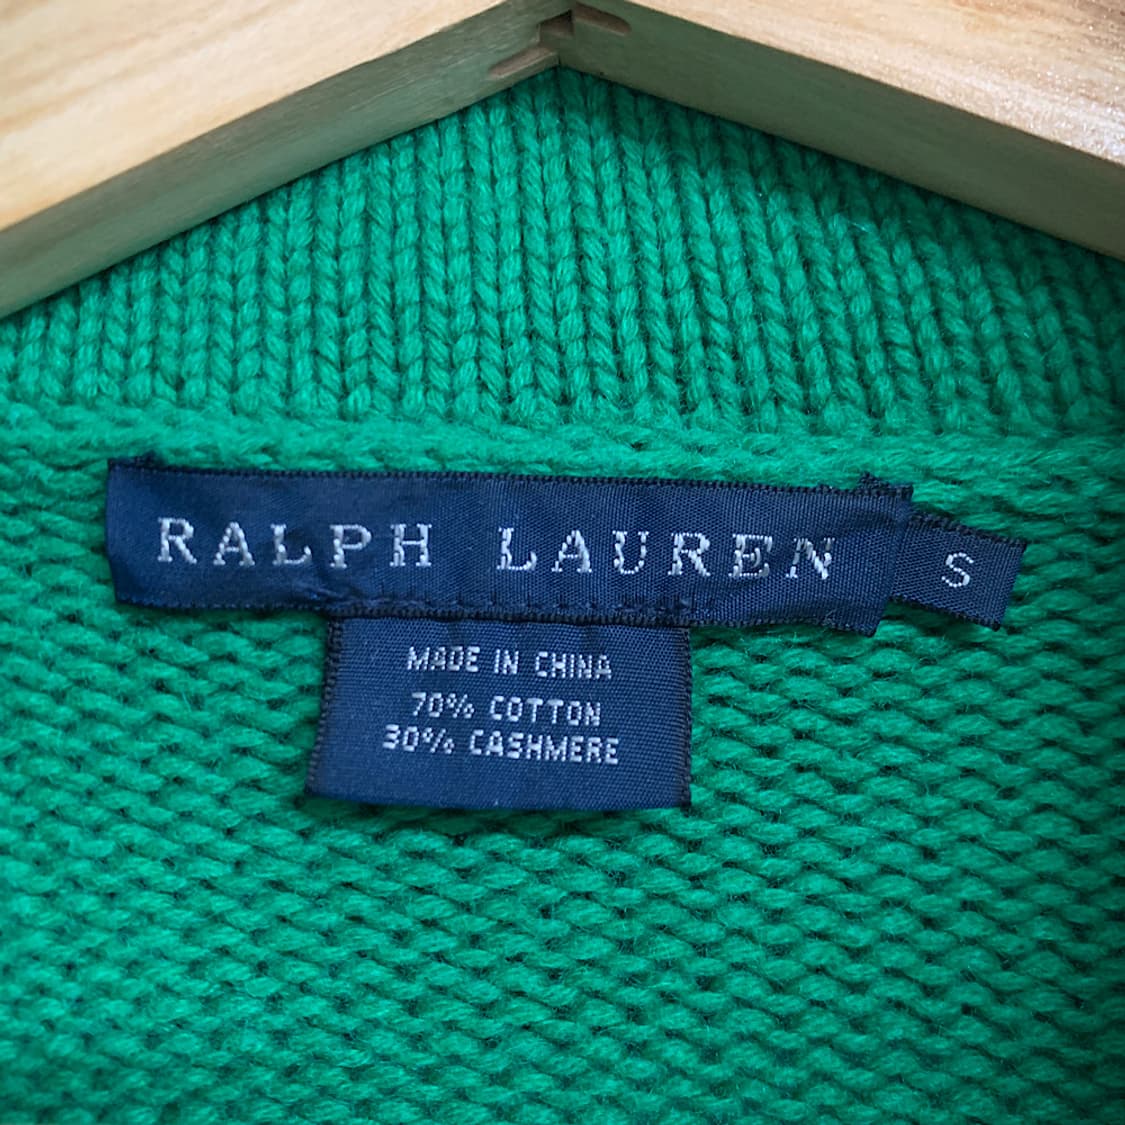 RALPH LAUREN
S
MADE IN CHINA
70% COTTON
30% CASHMERE